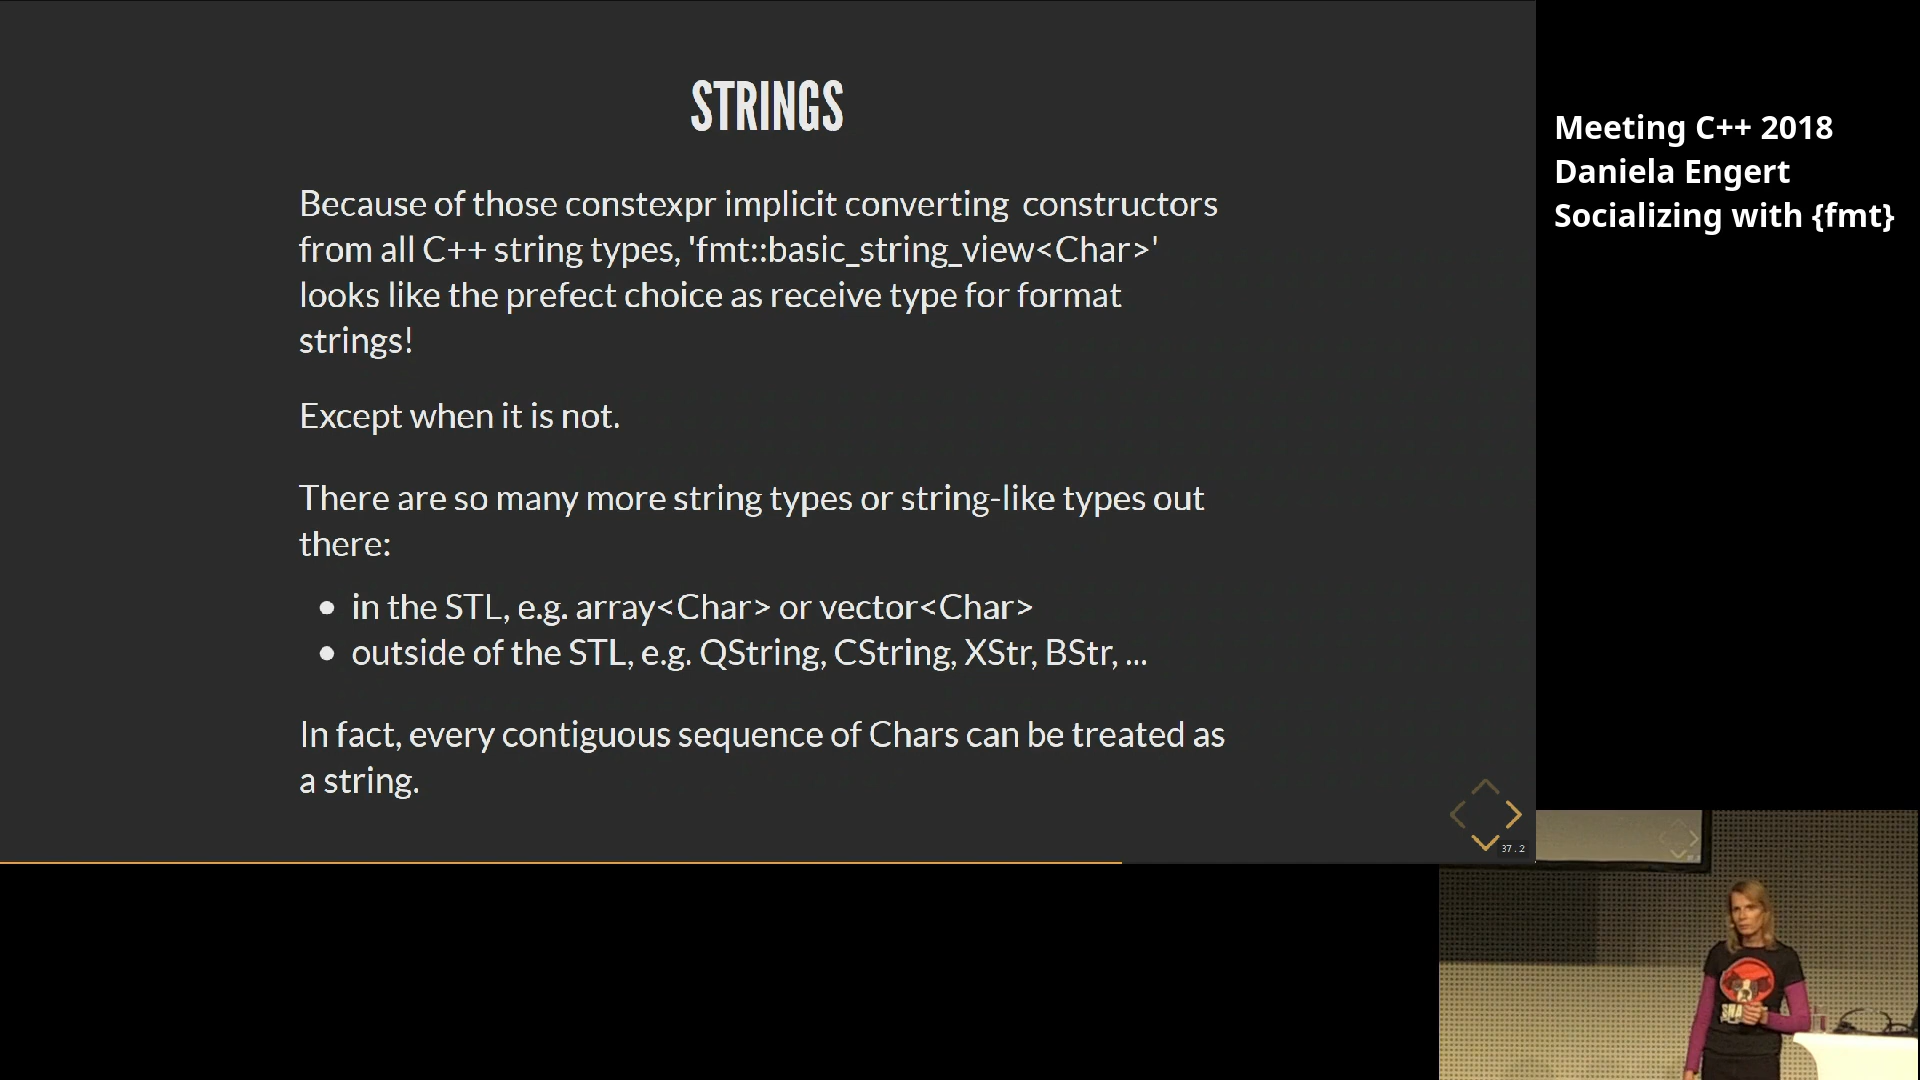 STRINGS
Because of those constexpr implicit converting constructors
from all C++ string types, 'fmt::basic_string_view<Char>'
looks like the prefect choice as receive type for format
strings!
Except when it is not.
There are so many more string types or string-like types out
there:
in the STL, e.g. array<Char> or vector<Char>
outside of the STL, e.g. QString, CString, XStr, BStr, ...
In fact, every contiguous sequence of Chars can be treated as
a string.
37.2
Meeting C++ 2018
Daniela Engert
Socializing with {fmt}